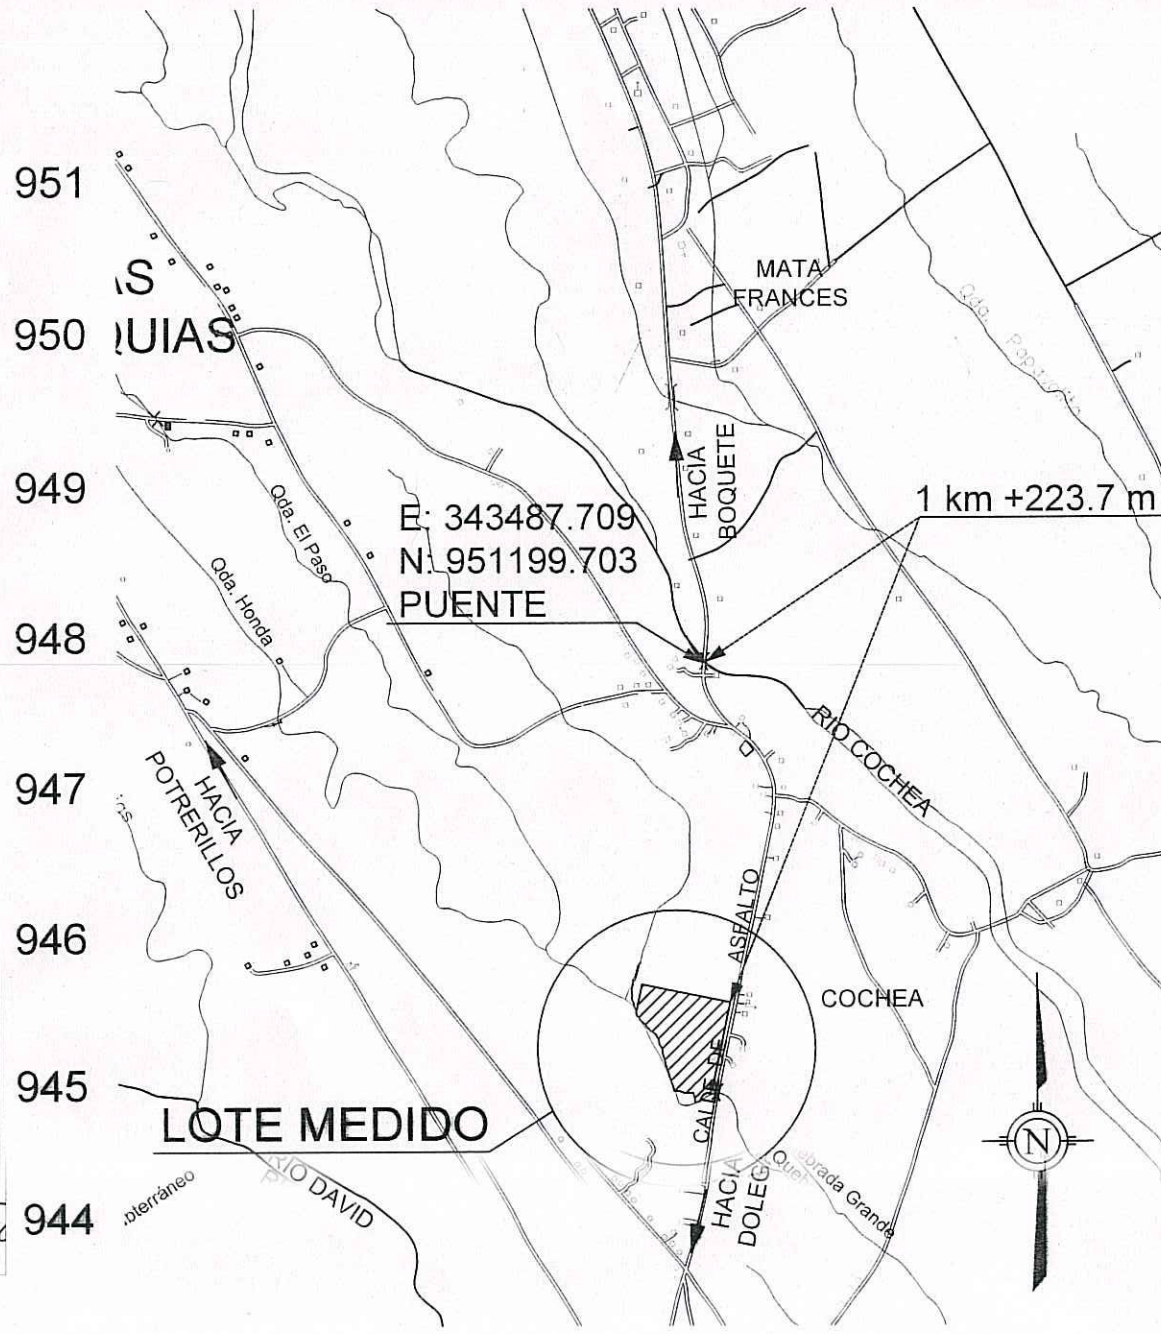 951
950
949
948
947
946
945
944
QUIAS
MATA
FRANCES
Qda.
HACIA
BOQUETE
1 km +223.7 m
E: 343487.709
N: 951199.703
PUENTE
Qda. El Paso
Qda. Honda
RIO COCHEA
HACIA
POTRERILLOS
CALLE DE ASFALTO
COCHEA
LOTE MEDIDO
HACIA
RIO DAVID
Quebrada Grande
N